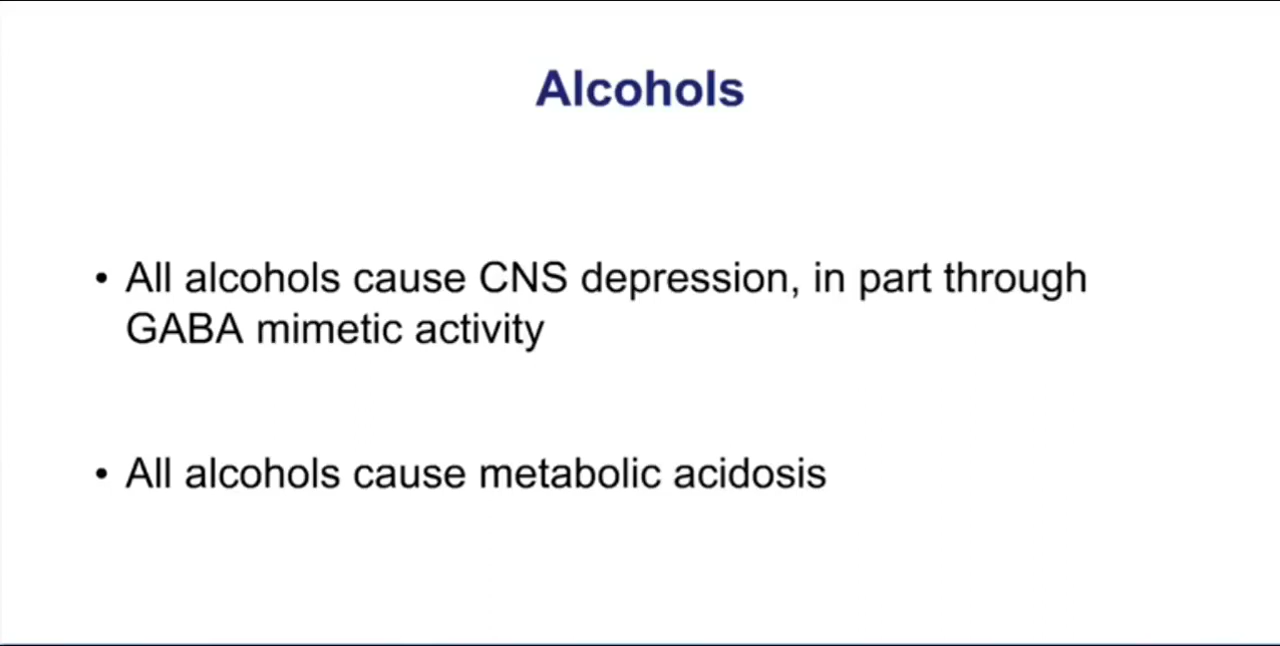 Alcohols
• All alcohols cause CNS depression, in part through
GABA mimetic activity
• All alcohols cause metabolic acidosis